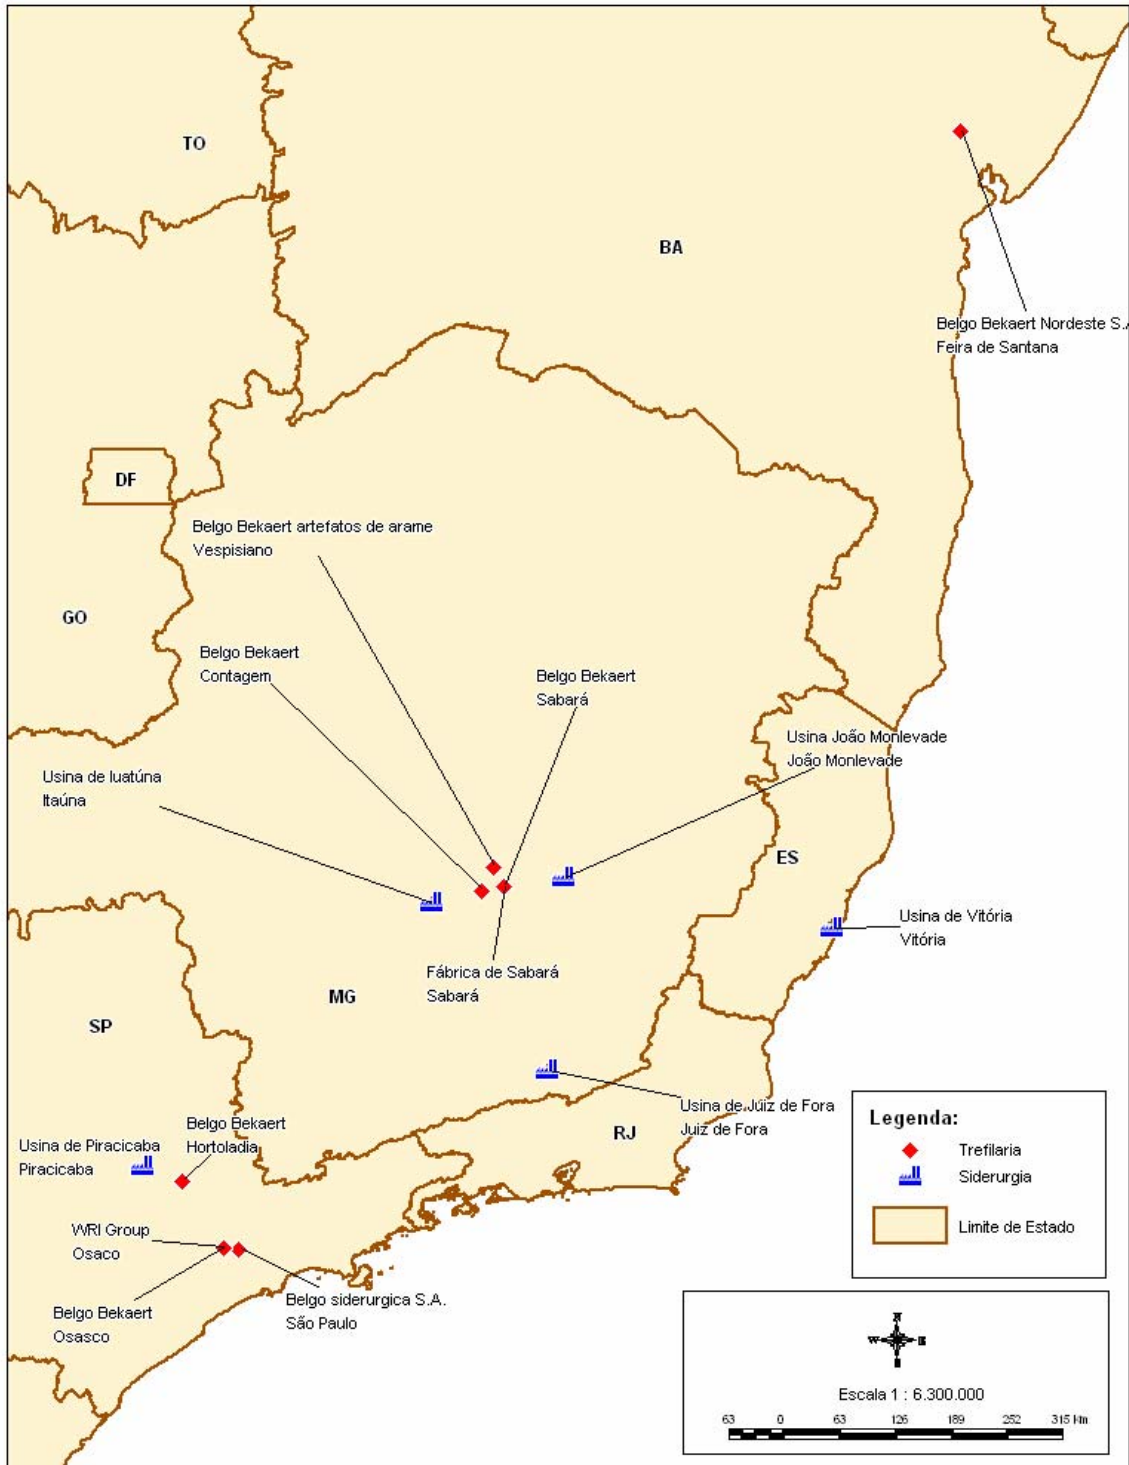 TO
BA
Belgo Bekaert Nordeste S.A
Feira de Santana
DF
Belgo Bekaert artefatos de arame
Vespisiano
GO
Belgo Bekaert
Contagem
Belgo Bekaert
Sabará
Usina João Monlevade
João Monlevade
Usina de Iuatúna
Itaúna
ES
Usina de Vitória
Vitória
Fábrica de Sabará
Sabará
MG
SP
Usina de Júiz de Fora
Juiz de Fora
RJ
Belgo Bekaert
Hortoladia
Usina de Piracicaba
Piracicaba
WRI Group
Osaco
Belgo Bekaert
Osasco
Belgo siderurgica S.A.
São Paulo
Legenda:
Trefilaria
Siderurgia
Limite de Estado
N
W E
S
Escala 1 : 6.300.000
63 0 63 126 189 252 315 Km